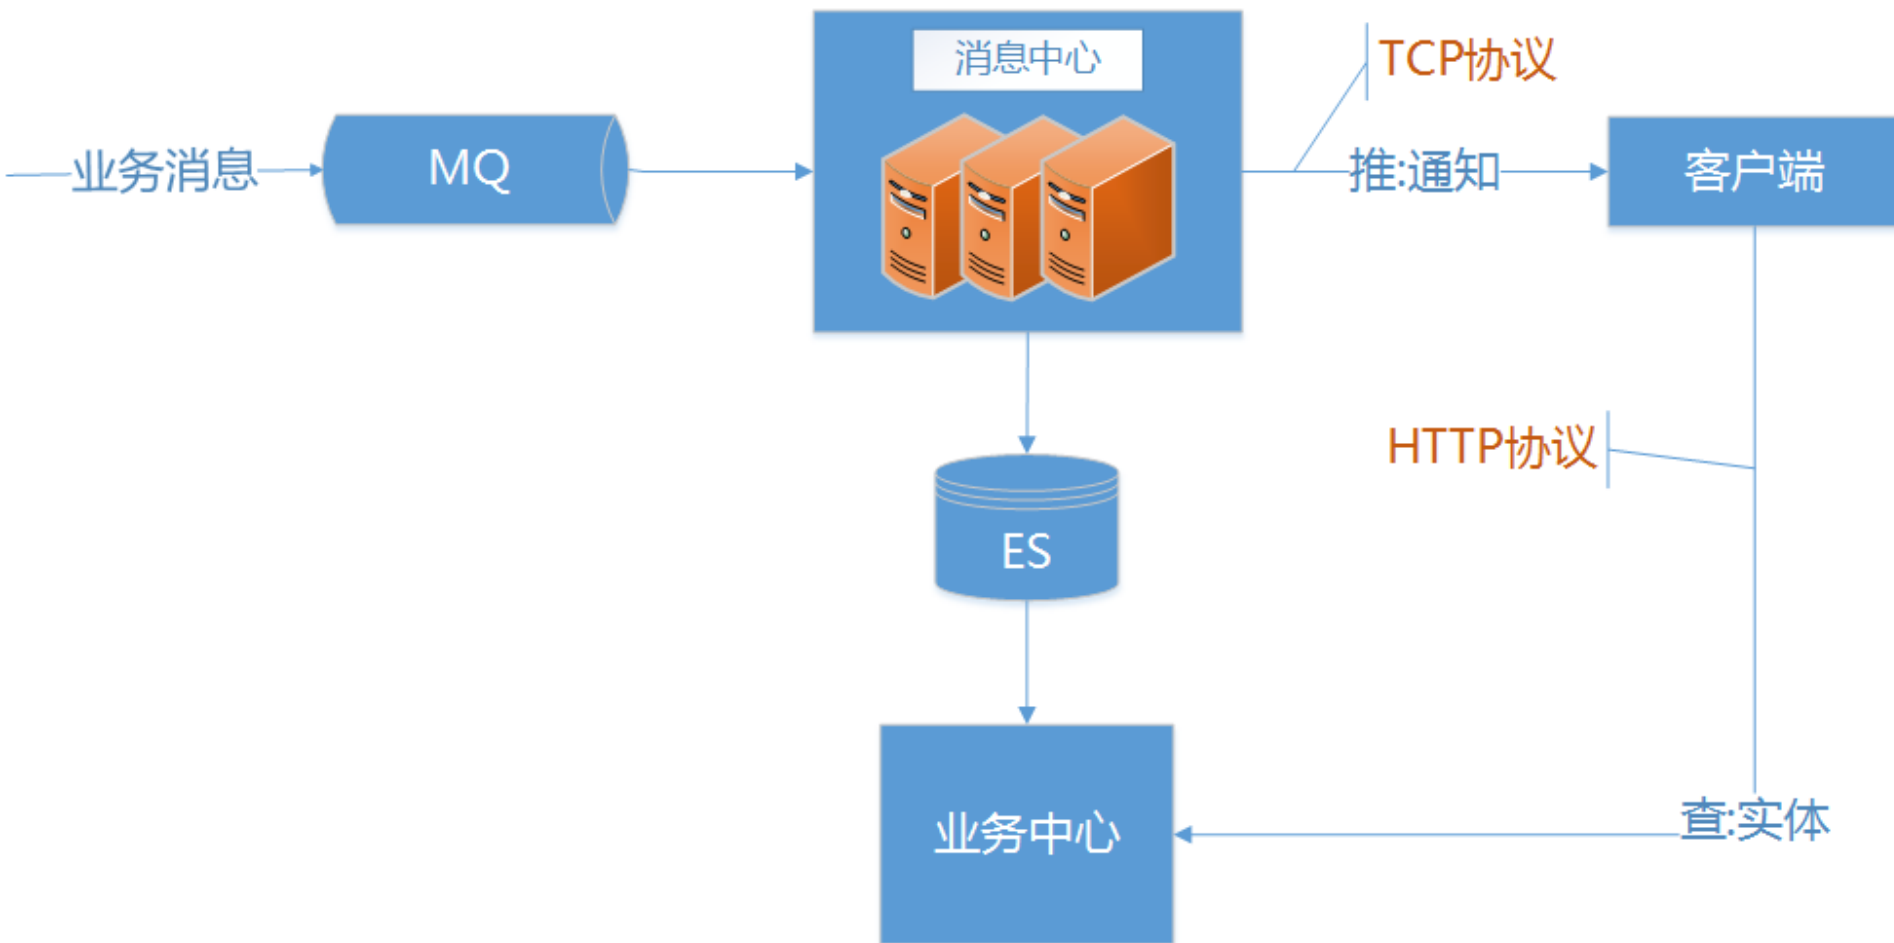 消息中心
TCP协议
业务消息
MQ
推:通知
客户端
HTTP协议
ES
业务中心
查:实体